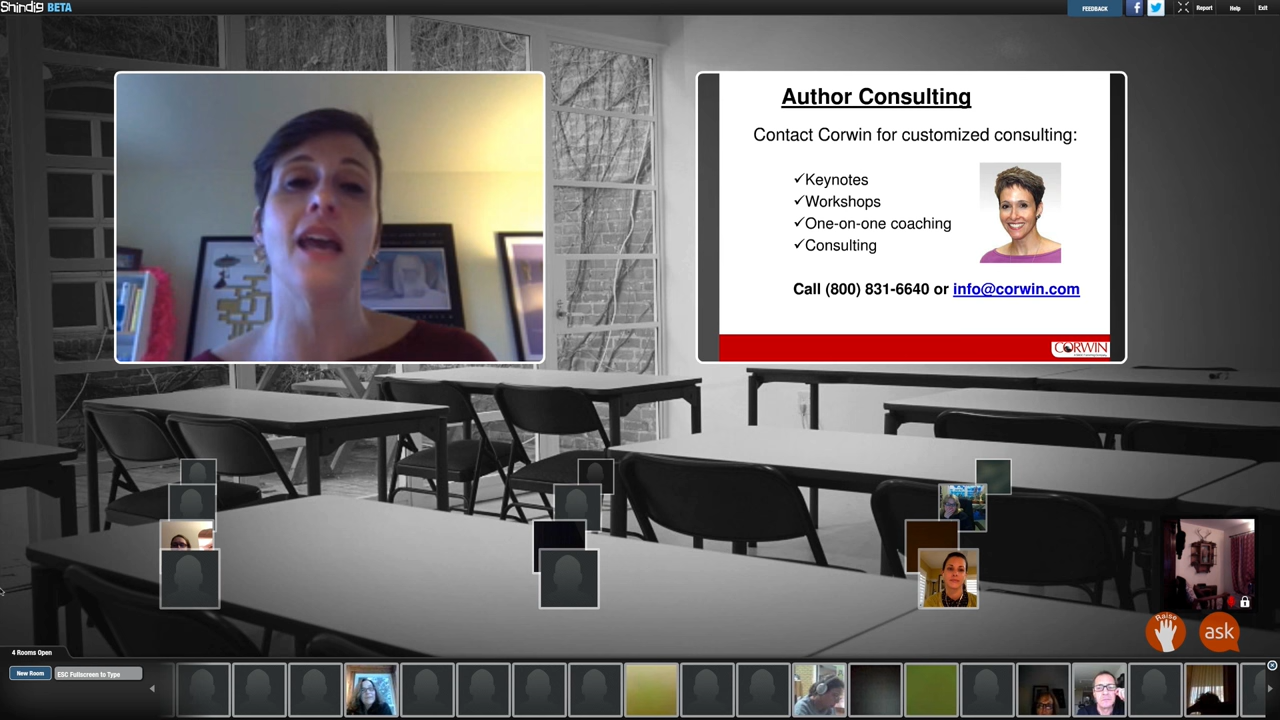 Shindig BETA
FEEDBACK
Report
Help
Exit
Author Consulting
Contact Corwin for customized consulting:
✓Keynotes
✓Workshops
✓One-on-one coaching
✓Consulting
Call (800) 831-6640 or info@corwin.com
CORWIN
Raise
ask
4 Rooms Open
New Room
ESC Fullscreen to Type